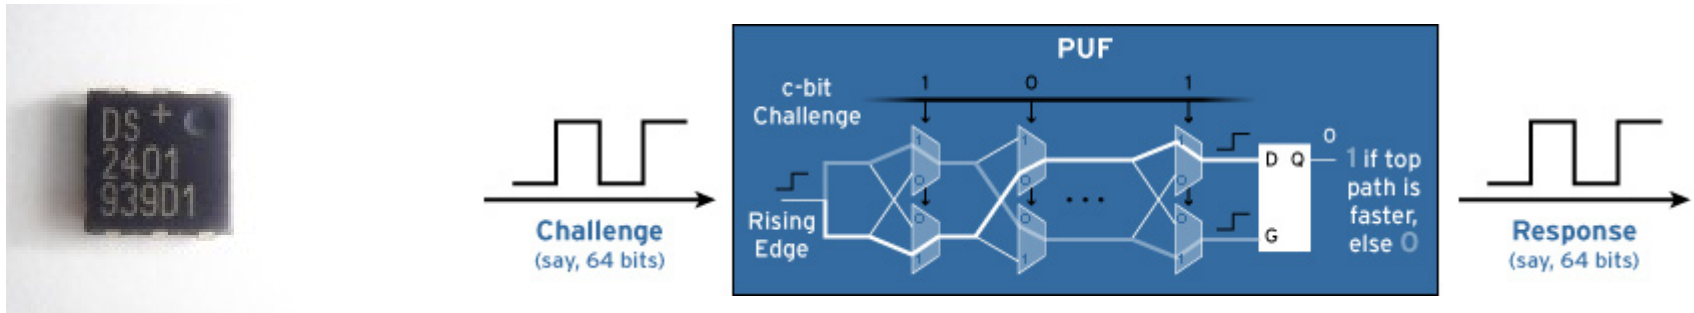 DS +
2401
939D1
Challenge
(say, 64 bits)
PUF
c-bit
Challenge
1 0 1
Rising
Edge
1
0
0
1
1
0
0
1
1
0
0
1
...
D Q
G
0
1 if top
path is
faster,
else 0
Response
(say, 64 bits)